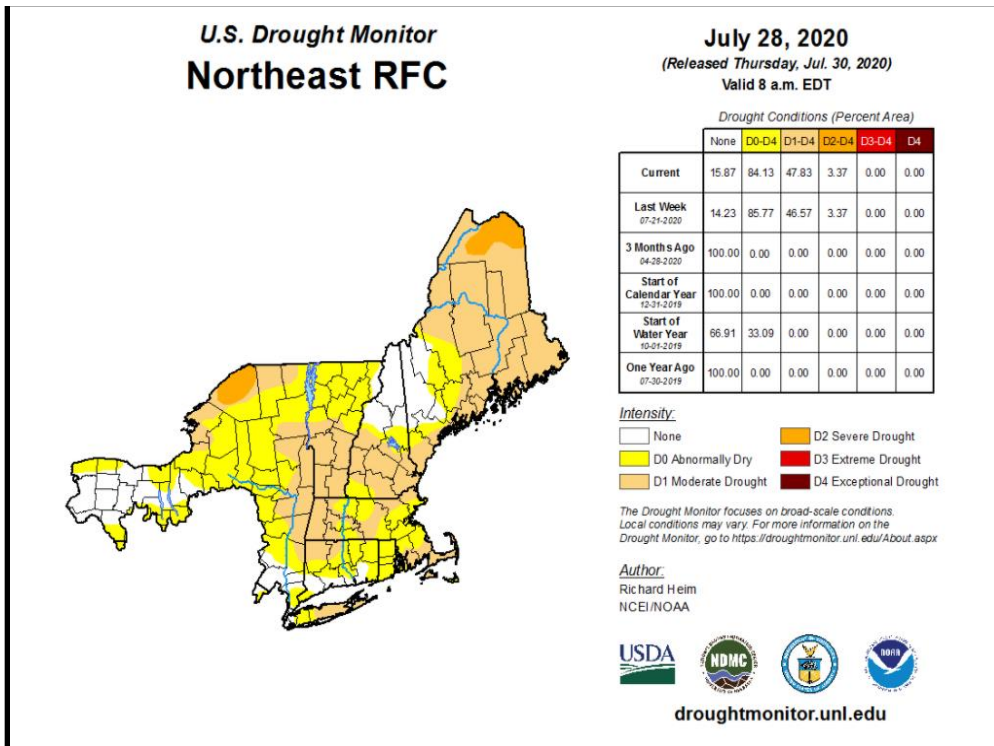 U.S. Drought Monitor
Northeast RFC
July 28, 2020
(Released Thursday, Jul. 30, 2020)
Valid 8 a.m. EDT
Drought Conditions (Percent Area)
None D0-D4 D1-D4 D2-D4 D3-D4 D4
Current 15.87 84.13 47.83 3.37 0.00 0.00
Last Week 14.23 85.77 46.57 3.37 0.00 0.00
07-21-2020
3 Months Ago 100.00 0.00 0.00 0.00 0.00 0.00
04-28-2020
Start of
Calendar Year 100.00 0.00 0.00 0.00 0.00 0.00
12-31-2019
Start of
Water Year 66.91 33.09 0.00 0.00 0.00 0.00
10-01-2019
One Year Ago 100.00 0.00 0.00 0.00 0.00 0.00
07-30-2019
Intensity:
None
D0 Abnormally Dry
D1 Moderate Drought
D2 Severe Drought
D3 Extreme Drought
D4 Exceptional Drought
The Drought Monitor focuses on broad-scale conditions.
Local conditions may vary. For more information on the
Drought Monitor, go to https://droughtmonitor.unl.edu/About.aspx
Author:
Richard Heim
NCEI/NOAA
USDA
NDMC
NOAA
droughtmonitor.unl.edu